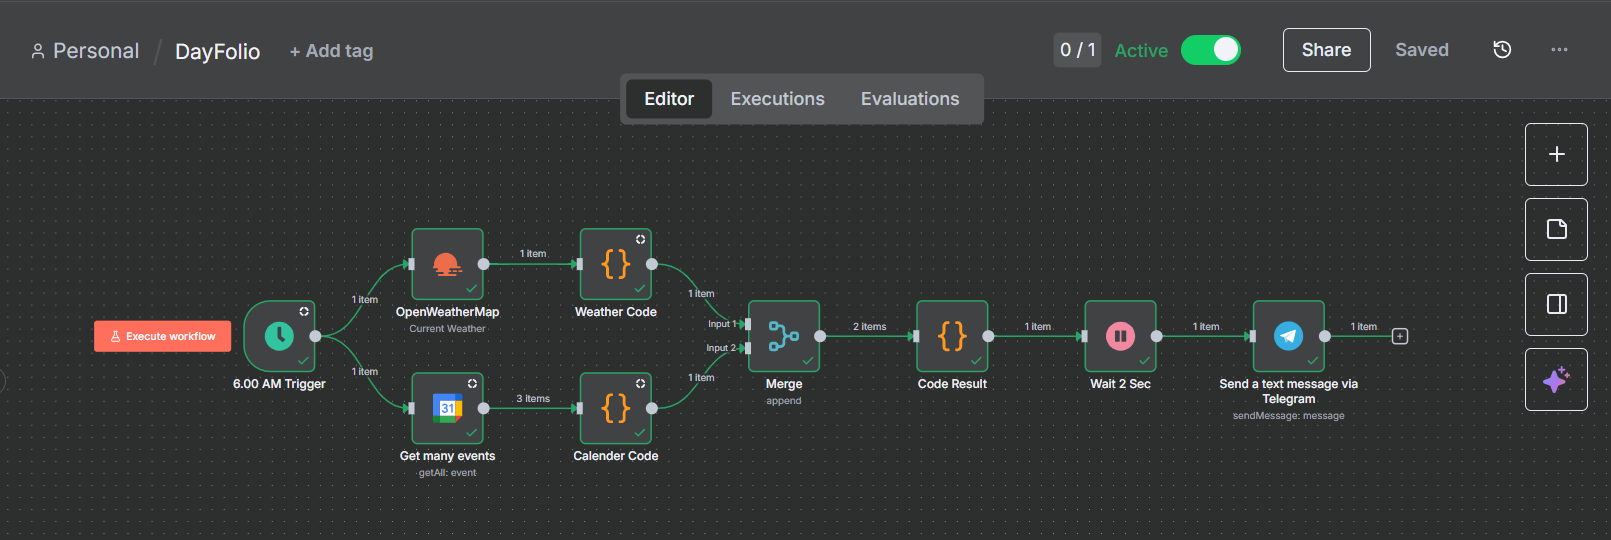 Personal / DayFolio + Add tag
0 / 1 Active Share Saved
Editor Executions Evaluations
Execute workflow
6.00 AM Trigger
1 item
1 item
OpenWeatherMap
Current Weather
1 item
Weather Code
1 item
31
Get many events
getAll: event
3 items
Calender Code
1 item
Input 1
Input 2
Merge
append
2 items
Code Result
1 item
Wait 2 Sec
1 item
Send a text message via
Telegram
sendMessage: message
1 item